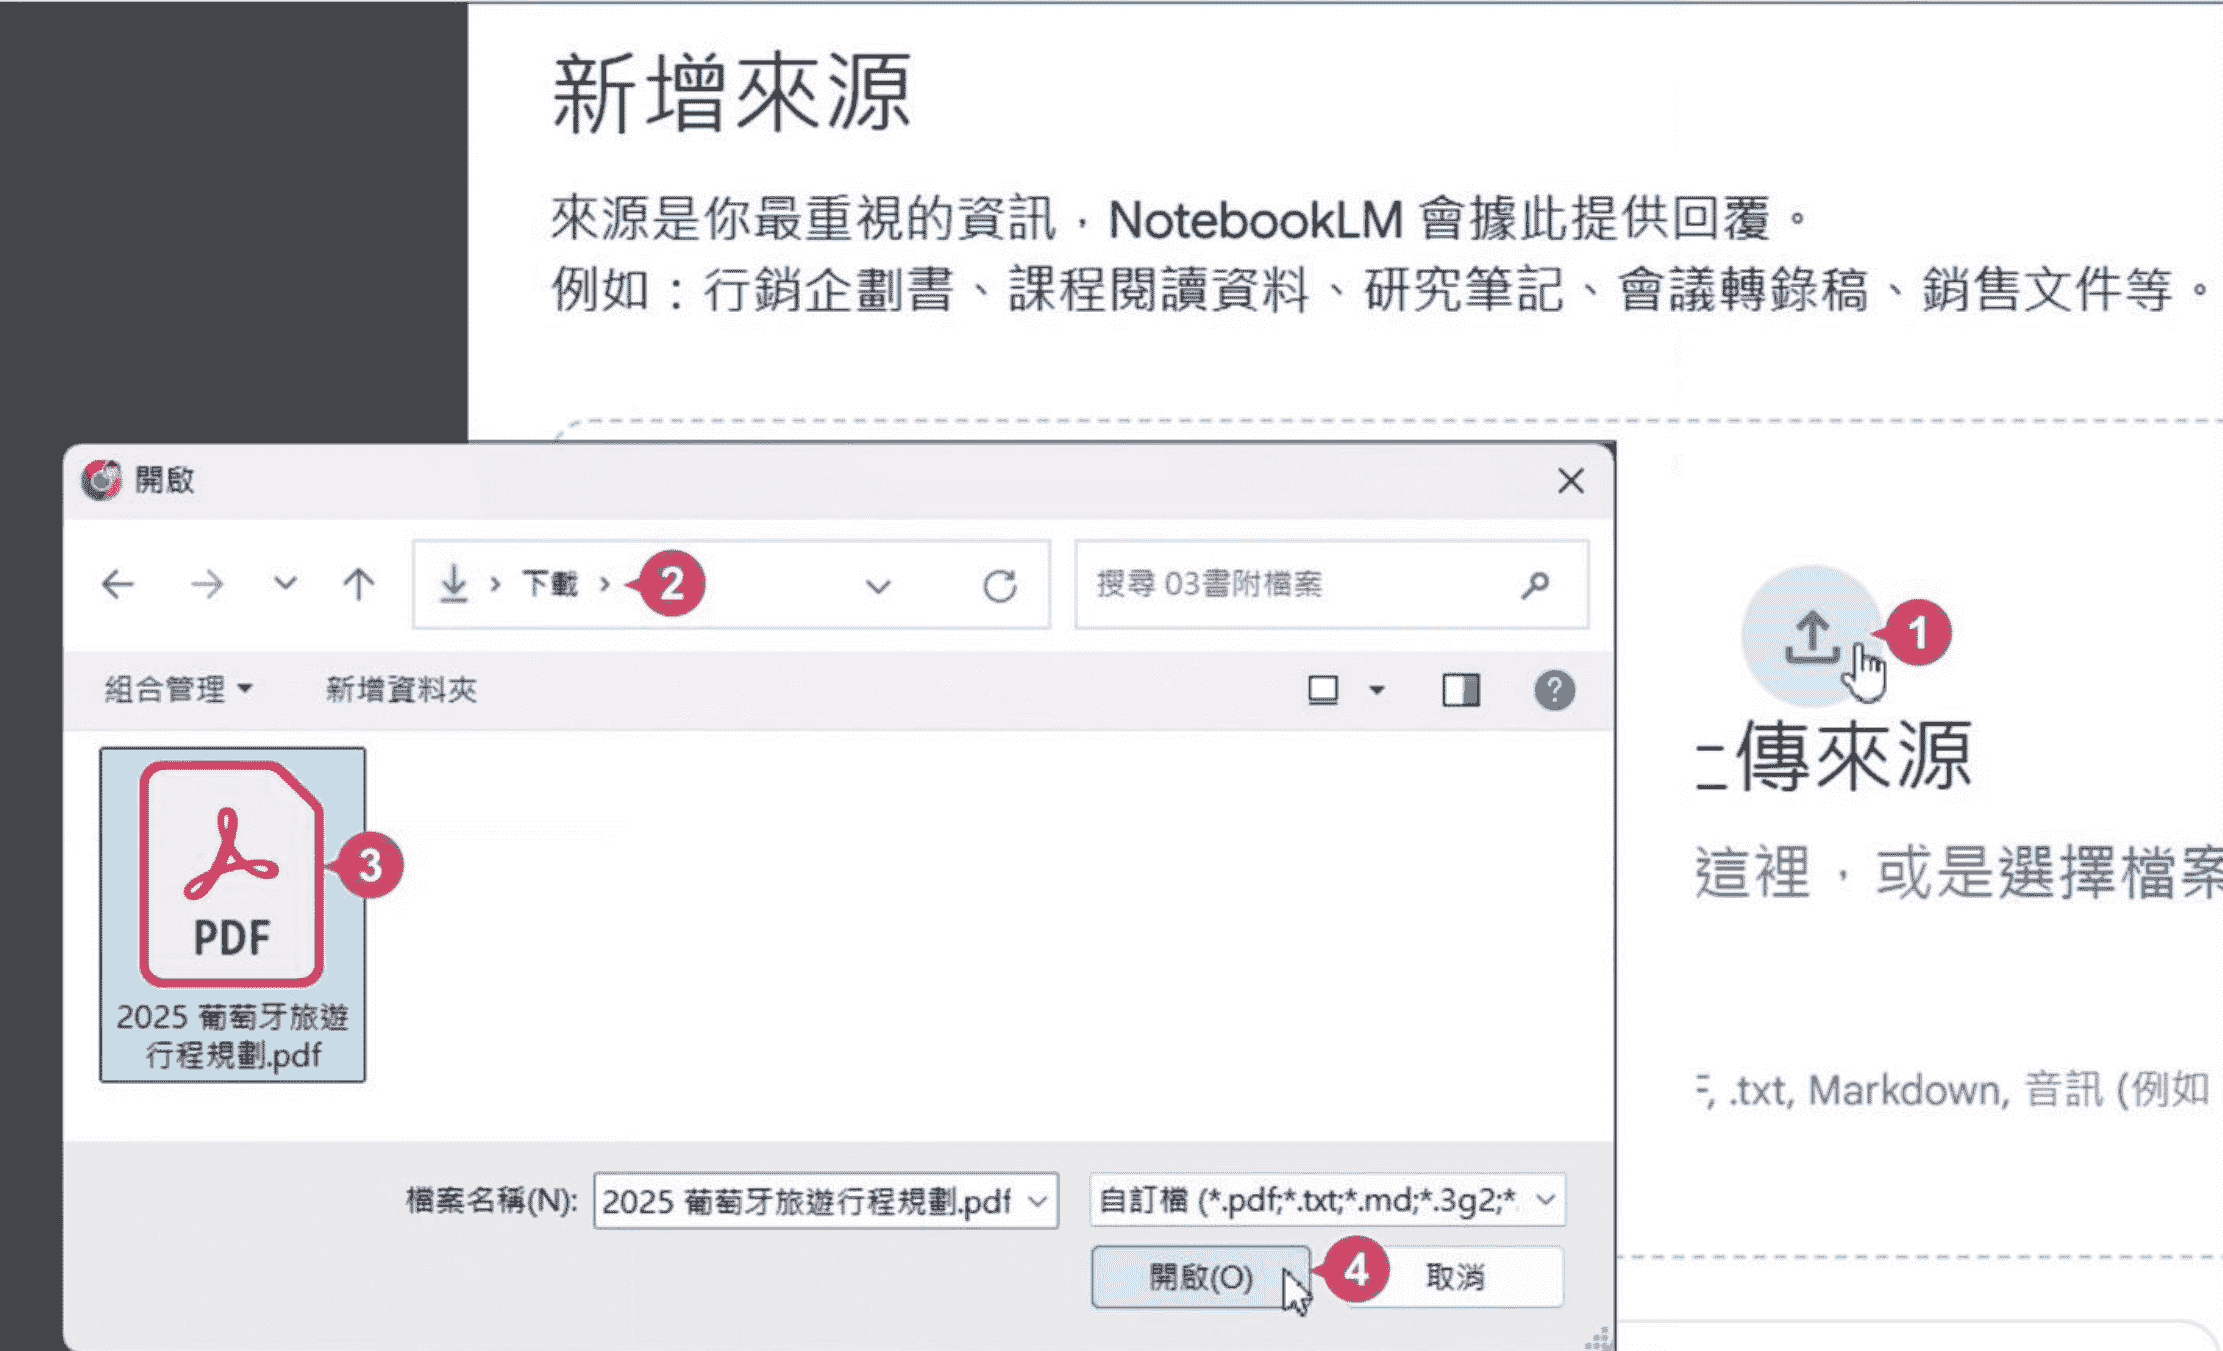 新增來源
來源是你最重視的資訊，NotebookLM 會據此提供回覆。
例如：行銷企劃書、課程閱讀資料、研究筆記、會議轉錄稿、銷售文件等。
開啟
下載
2
搜尋 03書附檔案
1
組合管理
新增資料夾
?
傳來源
這裡，或是選擇檔案
PDF
3
2025 葡萄牙旅遊
行程規劃.pdf
, .txt, Markdown, 音訊 (例如
檔案名稱(N):
2025 葡萄牙旅遊行程規劃.pdf
自訂檔 (*.pdf;*.txt;*.md;*.3g2;*.
開啟(O)
4
取消